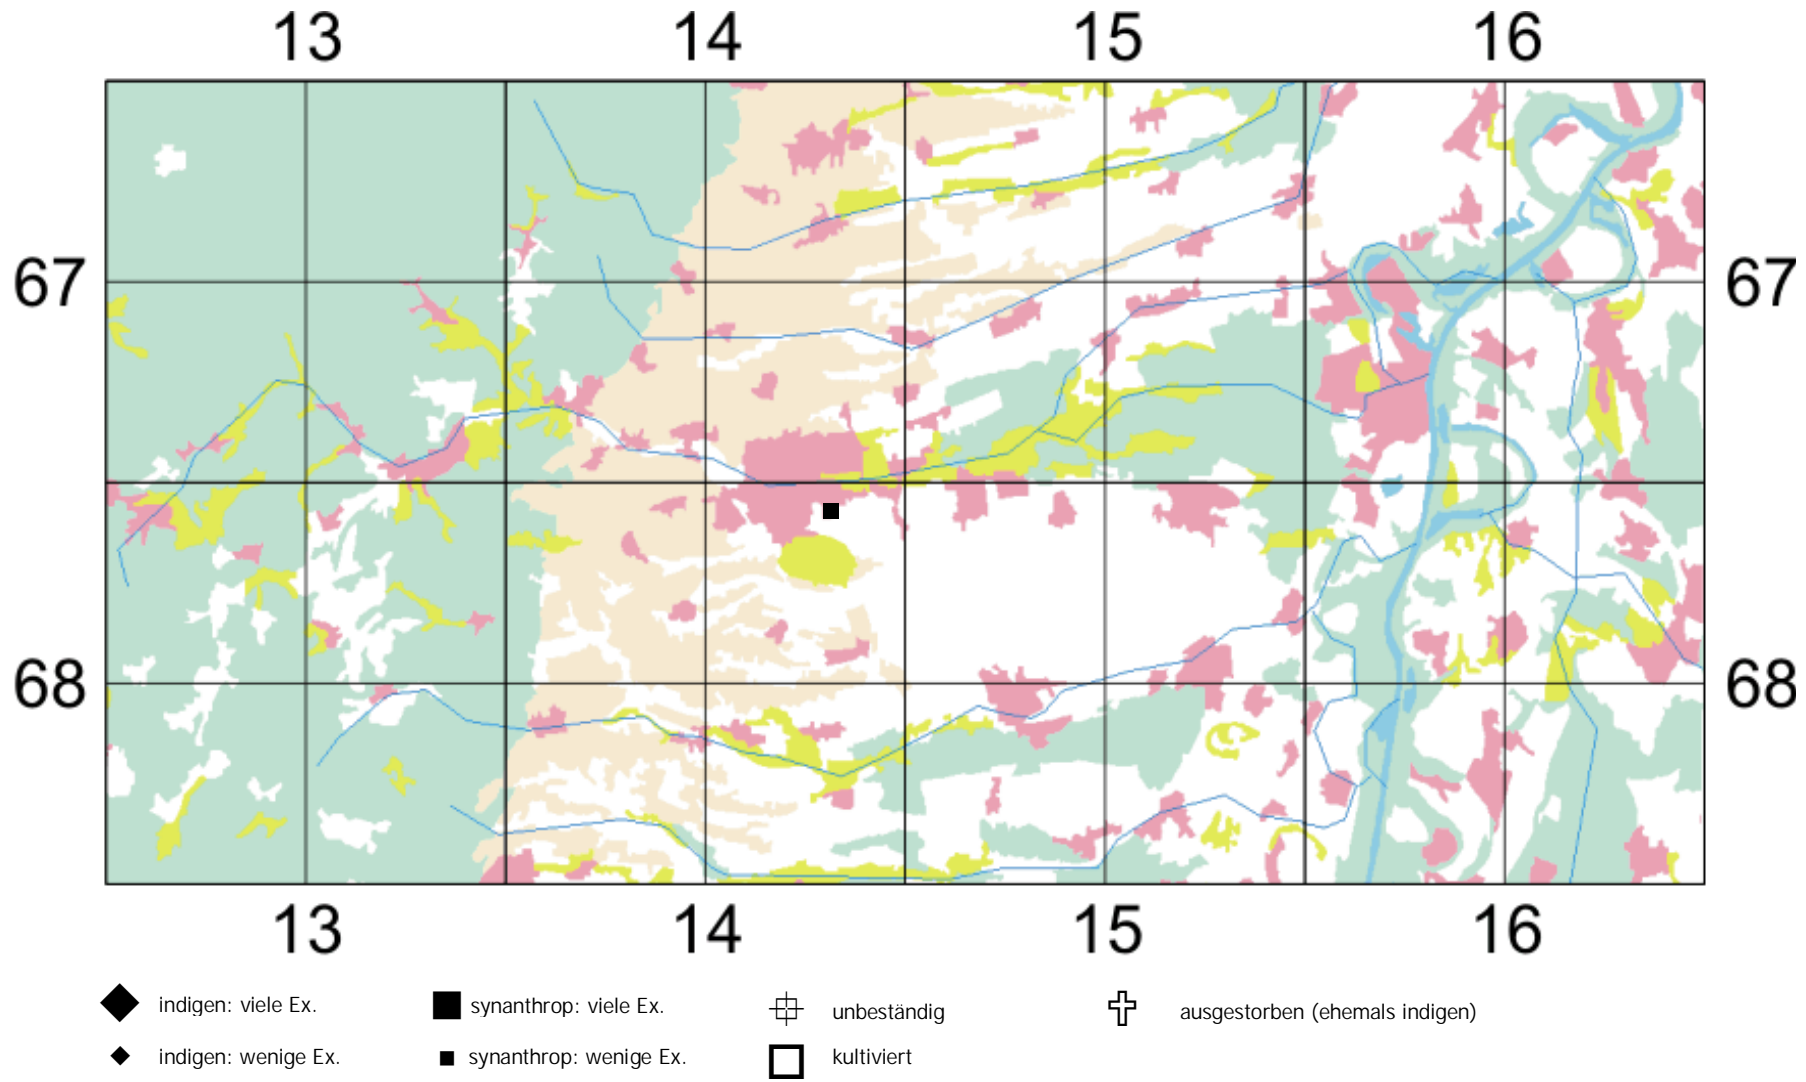 13 14 15 16
67 67
68 68
13 14 15 16
indigen: viele Ex. synanthrop: viele Ex. unbeständig ausgestorben (ehemals indigen)
indigen: wenige Ex. synanthrop: wenige Ex. kultiviert